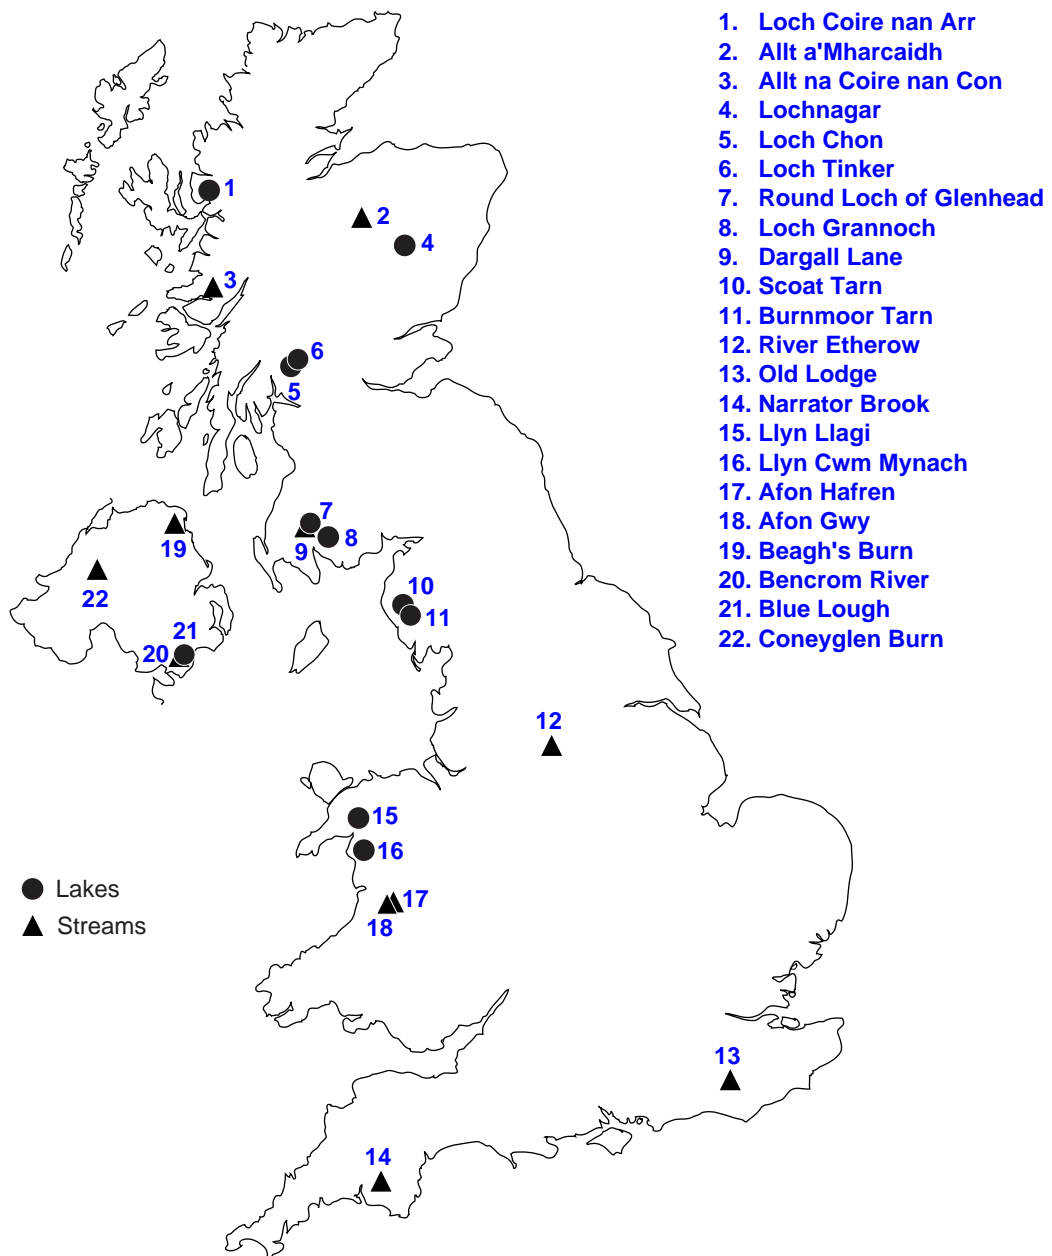 1. Loch Coire nan Arr
2. Allt a'Mharcaidh
3. Allt na Coire nan Con
4. Lochnagar
5. Loch Chon
6. Loch Tinker
7. Round Loch of Glenhead
8. Loch Grannoch
9. Dargall Lane
10. Scoat Tarn
11. Burnmoor Tarn
12. River Etherow
13. Old Lodge
14. Narrator Brook
15. Llyn Llagi
16. Llyn Cwm Mynach
17. Afon Hafren
18. Afon Gwy
19. Beagh's Burn
20. Bencrom River
21. Blue Lough
22. Coneyglen Burn
1
2
4
3
6
5
7
8
9
19
22
10
11
21
20
12
15
16
17
18
Lakes
Streams
13
14